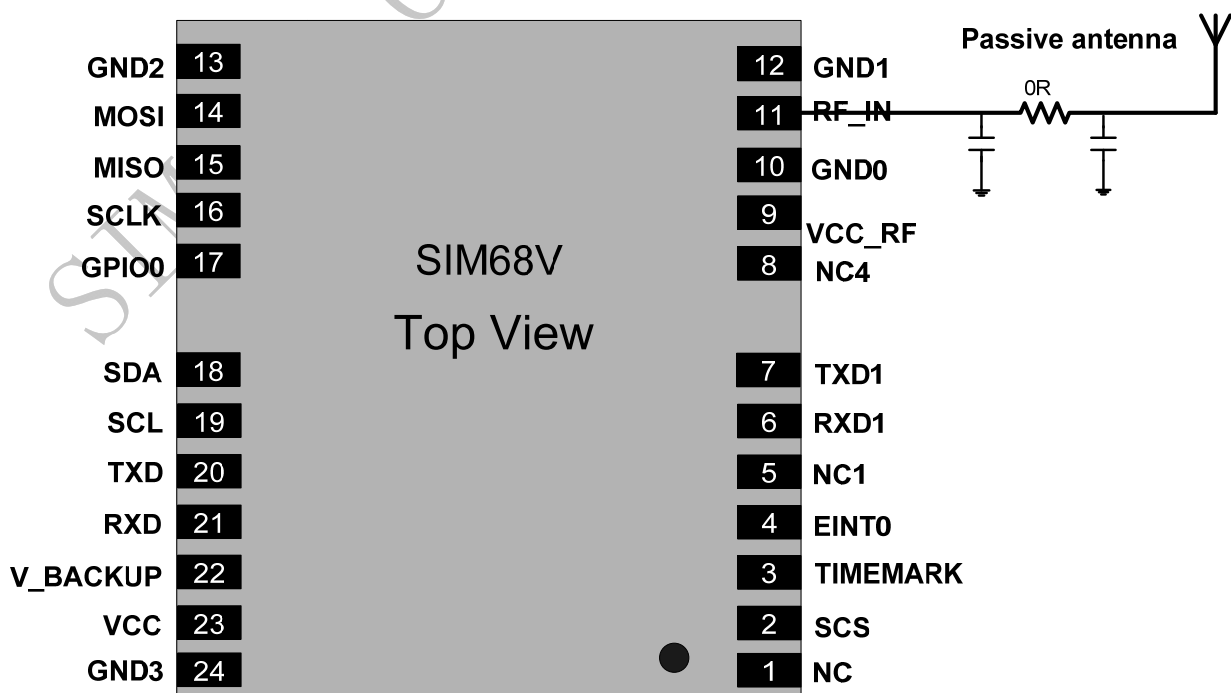 Passive antenna
0R
GND2 13
12 GND1
MOSI 14
11 RF_IN
MISO 15
10 GND0
SCLK 16
9 VCC_RF
GPIO0 17
8 NC4
SIM68V
Top View
SDA 18
7 TXD1
SCL 19
6 RXD1
TXD 20
5 NC1
RXD 21
4 EINT0
V_BACKUP 22
3 TIMEMARK
VCC 23
2 SCS
GND3 24
1 NC
SIM